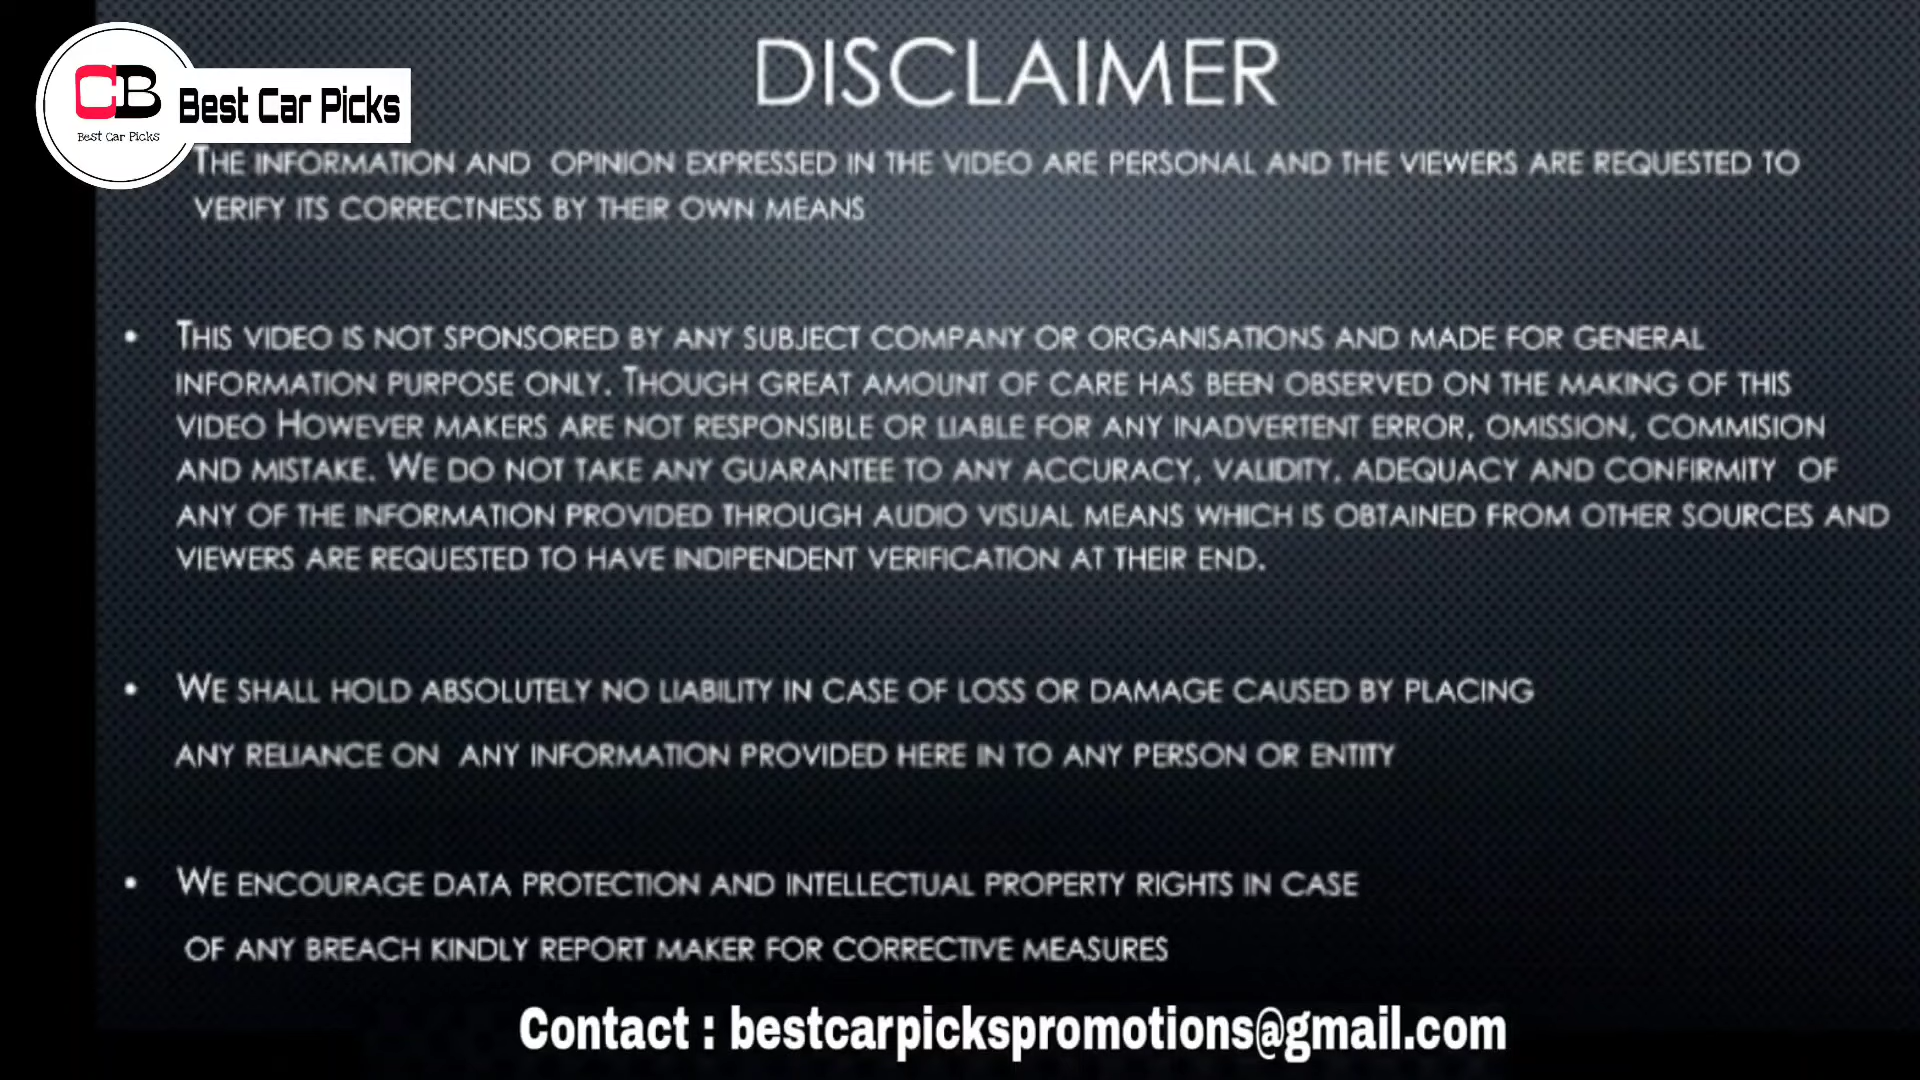 DISCLAIMER
CB
Best Car Picks
Best Car Picks
THE INFORMATION AND OPINION EXPRESSED IN THE VIDEO ARE PERSONAL AND THE VIEWERS ARE REQUESTED TO
VERIFY ITS CORRECTNESS BY THEIR OWN MEANS
• THIS VIDEO IS NOT SPONSORED BY ANY SUBJECT COMPANY OR ORGANISATIONS AND MADE FOR GENERAL
INFORMATION PURPOSE ONLY. THOUGH GREAT AMOUNT OF CARE HAS BEEN OBSERVED ON THE MAKING OF THIS
VIDEO HOWEVER MAKERS ARE NOT RESPONSIBLE OR LIABLE FOR ANY INADVERTENT ERROR, OMISSION, COMMISION
AND MISTAKE. WE DO NOT TAKE ANY GUARANTEE TO ANY ACCURACY, VALIDITY, ADEQUACY AND CONFIRMITY OF
ANY OF THE INFORMATION PROVIDED THROUGH AUDIO VISUAL MEANS WHICH IS OBTAINED FROM OTHER SOURCES AND
VIEWERS ARE REQUESTED TO HAVE INDIPENDENT VERIFICATION AT THEIR END.
• WE SHALL HOLD ABSOLUTELY NO LIABILITY IN CASE OF LOSS OR DAMAGE CAUSED BY PLACING
ANY RELIANCE ON ANY INFORMATION PROVIDED HERE IN TO ANY PERSON OR ENTITY
• WE ENCOURAGE DATA PROTECTION AND INTELLECTUAL PROPERTY RIGHTS IN CASE
OF ANY BREACH KINDLY REPORT MAKER FOR CORRECTIVE MEASURES
Contact : bestcarpickspromotions@gmail.com